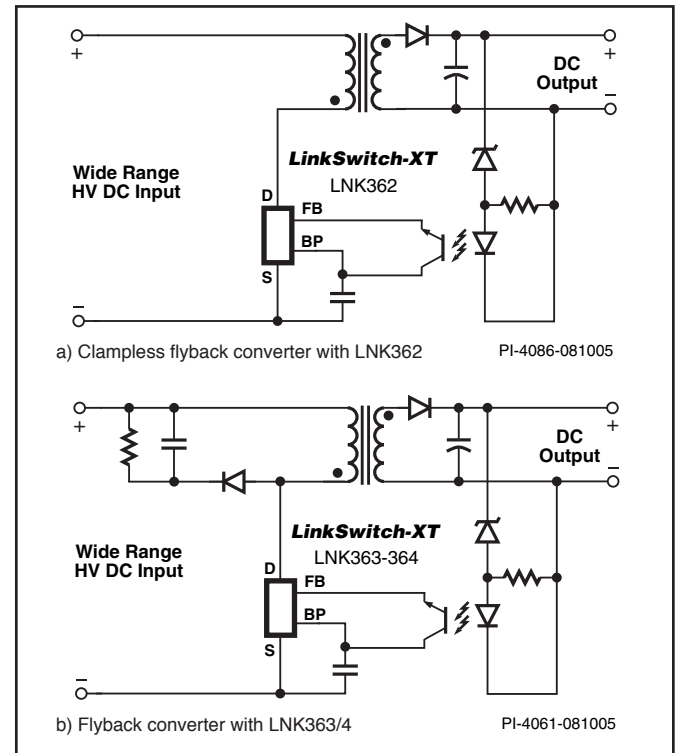 +
DC
Output
+
−
LinkSwitch-XT
LNK362
Wide Range
HV DC Input
D
FB
BP
S
−
a) Clampless flyback converter with LNK362
PI-4086-081005
+
DC
Output
+
−
LinkSwitch-XT
LNK363-364
Wide Range
HV DC Input
D
FB
BP
S
−
b) Flyback converter with LNK363/4
PI-4061-081005